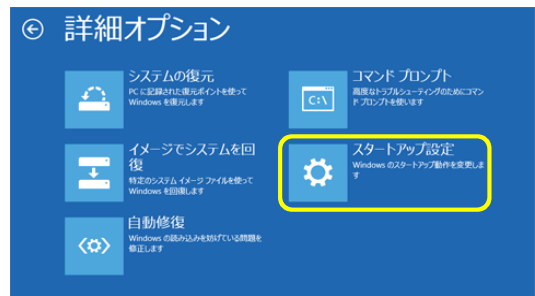 詳細オプション
システムの復元
PC に記録された復元ポイントを使って
Windows を復元します
コマンド プロンプト
高度なトラブルシューティングのためにコマン
ド プロンプトを使います
C:\
イメージでシステムを回
復
特定のシステム イメージ ファイルを使って
Windows を回復します
スタートアップ設定
Windows のスタートアップ動作を変更しま
す
自動修復
Windows の読み込みを妨げている問題を
修正します